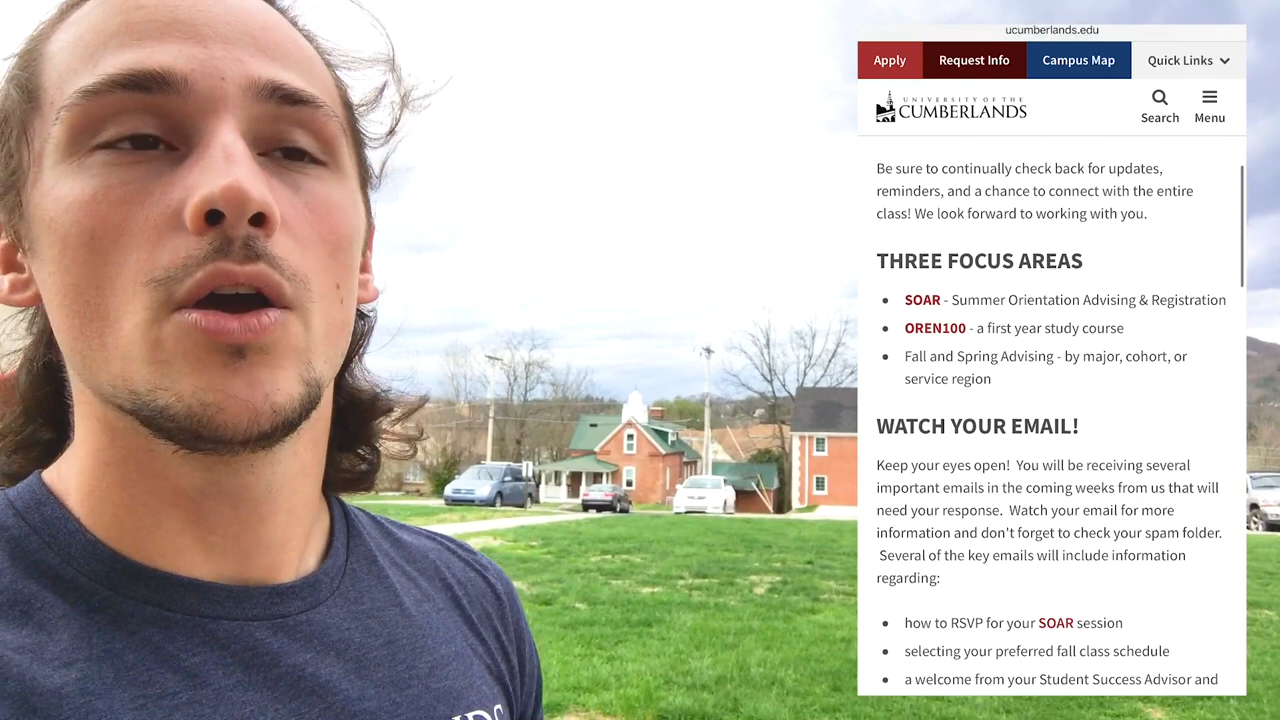 ucumberlands.edu
Apply
Request Info
Campus Map
Quick Links
UNIVERSITY OF THE
CUMBERLANDS
Search
Menu
Be sure to continually check back for updates,
reminders, and a chance to connect with the entire
class! We look forward to working with you.
THREE FOCUS AREAS
• SOAR - Summer Orientation Advising & Registration
• OREN100 - a first year study course
• Fall and Spring Advising - by major, cohort, or
service region
WATCH YOUR EMAIL!
Keep your eyes open! You will be receiving several
important emails in the coming weeks from us that will
need your response. Watch your email for more
information and don't forget to check your spam folder.
Several of the key emails will include information
regarding:
• how to RSVP for your SOAR session
• selecting your preferred fall class schedule
• a welcome from your Student Success Advisor and